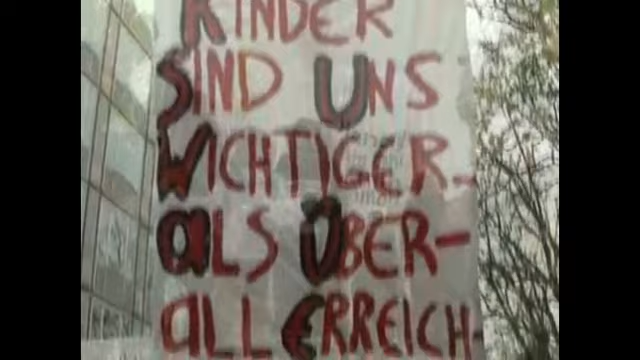 KINDER
SIND UNS
WICHTIGER
ALS ÜBER-
ALL ERREICH-